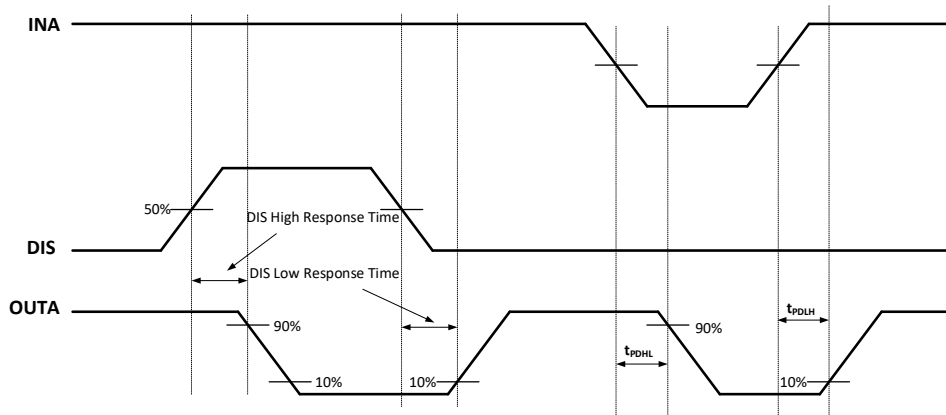 INA
50%
DIS High Response Time
DIS
DIS Low Response Time
OUTA
90%
10%
10%
tPDHL
90%
tPDLH
10%